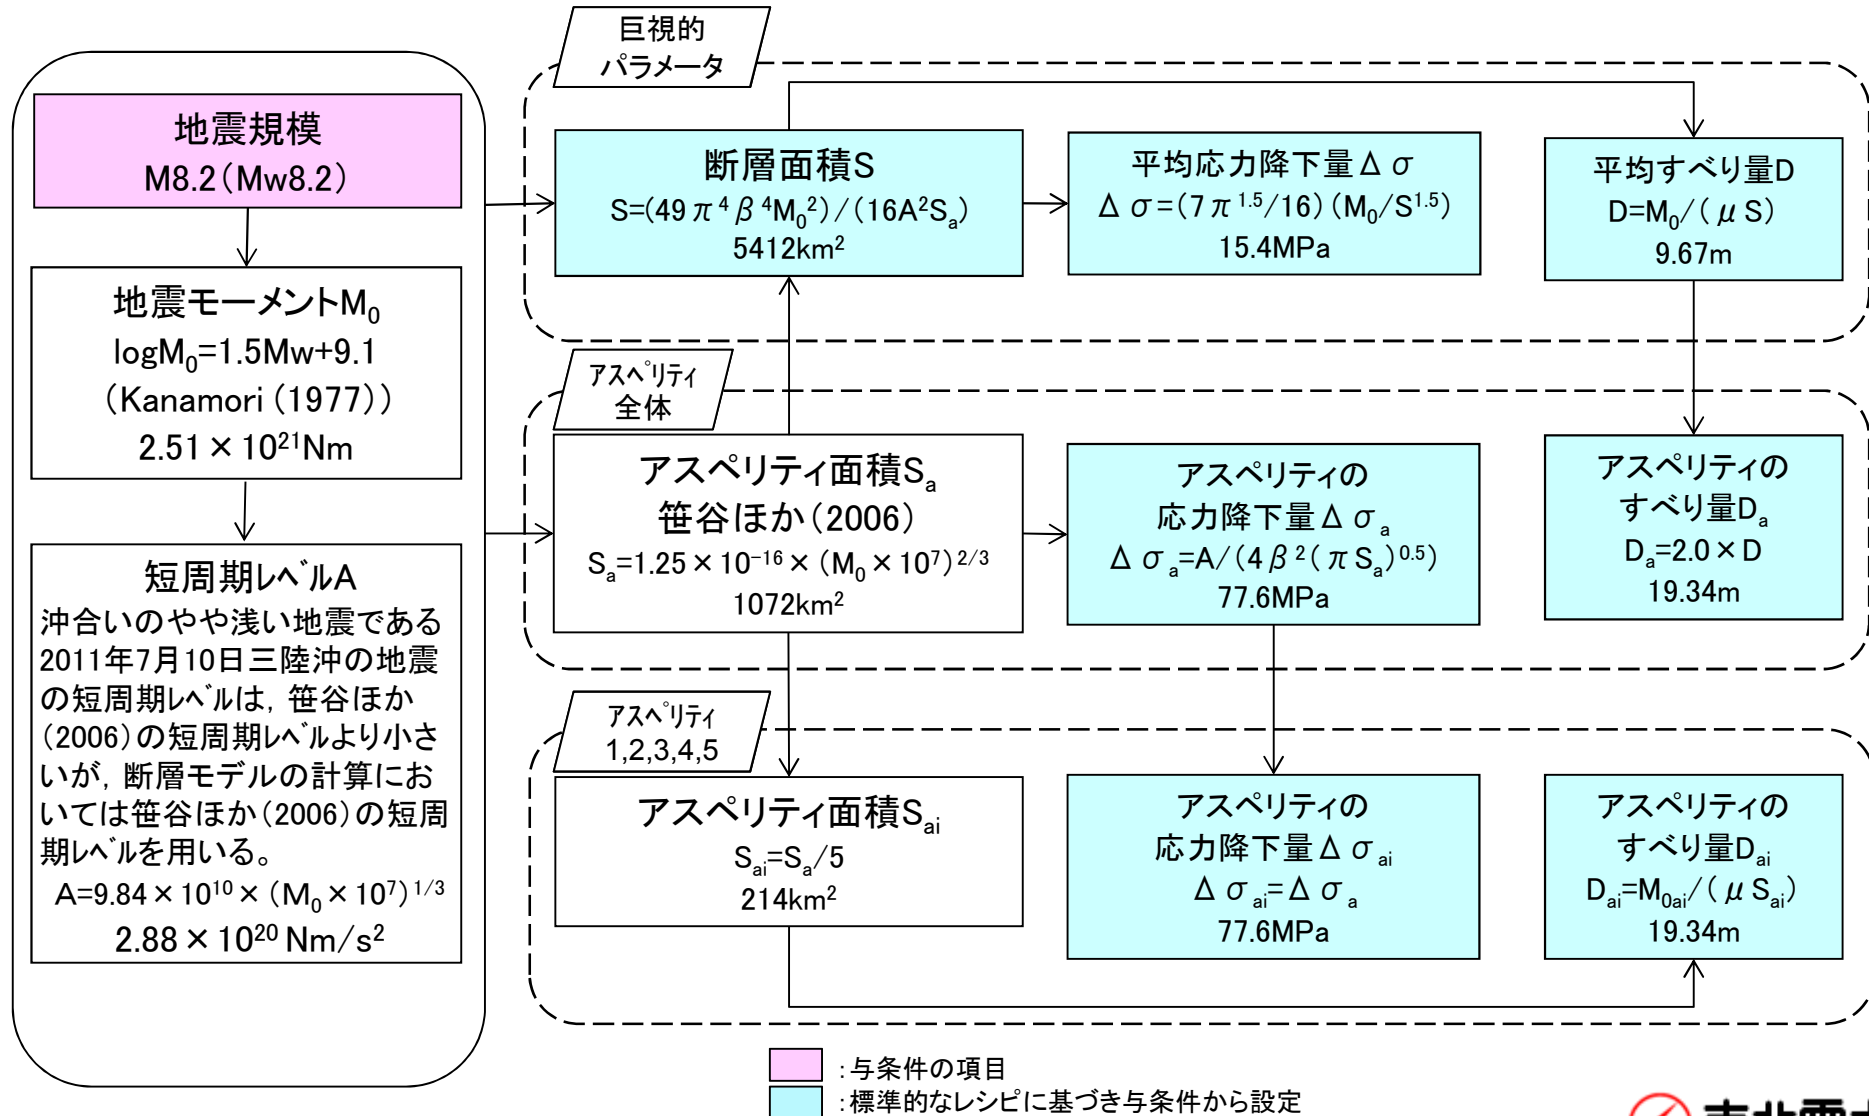 巨視的
パラメータ
地震規模
M8.2(Mw8.2)
地震モーメントM₀
logM₀=1.5Mw+9.1
(Kanamori(1977))
2.51×10²¹Nm
短周期レベルA
沖合いのやや浅い地震である
2011年7月10日三陸沖の地震
の短周期レベルは, 笹谷ほか
(2006)の短周期レベルより小さ
いが, 断層モデルの計算にお
いては笹谷ほか(2006)の短周
期レベルを用いる。
A=9.84×10¹⁰×(M₀×10⁷)^1/3
2.88×10²⁰Nm/s²
断層面積S
S=(49π⁴β⁴M₀²)/(16A²Sₐ)
5412km²
平均応力降下量Δσ
Δσ=(7π^1.5/16)(M₀/S^1.5)
15.4MPa
平均すべり量D
D=M₀/(μS)
9.67m
アスペリティ
全体
アスペリティ面積Sₐ
笹谷ほか(2006)
Sₐ=1.25×10⁻¹⁶×(M₀×10⁷)^2/3
1072km²
アスペリティの
応力降下量Δσₐ
Δσₐ=A/(4β²(πSₐ)^0.5)
77.6MPa
アスペリティの
すべり量Dₐ
Dₐ=2.0×D
19.34m
アスペリティ
1,2,3,4,5
アスペリティ面積Sₐᵢ
Sₐᵢ=Sₐ/5
214km²
アスペリティの
応力降下量Δσₐᵢ
Δσₐᵢ=Δσₐ
77.6MPa
アスペリティの
すべり量Dₐᵢ
Dₐᵢ=M₀ₐᵢ/(μSₐᵢ)
19.34m
:与条件の項目
:標準的なレシピに基づき与条件から設定